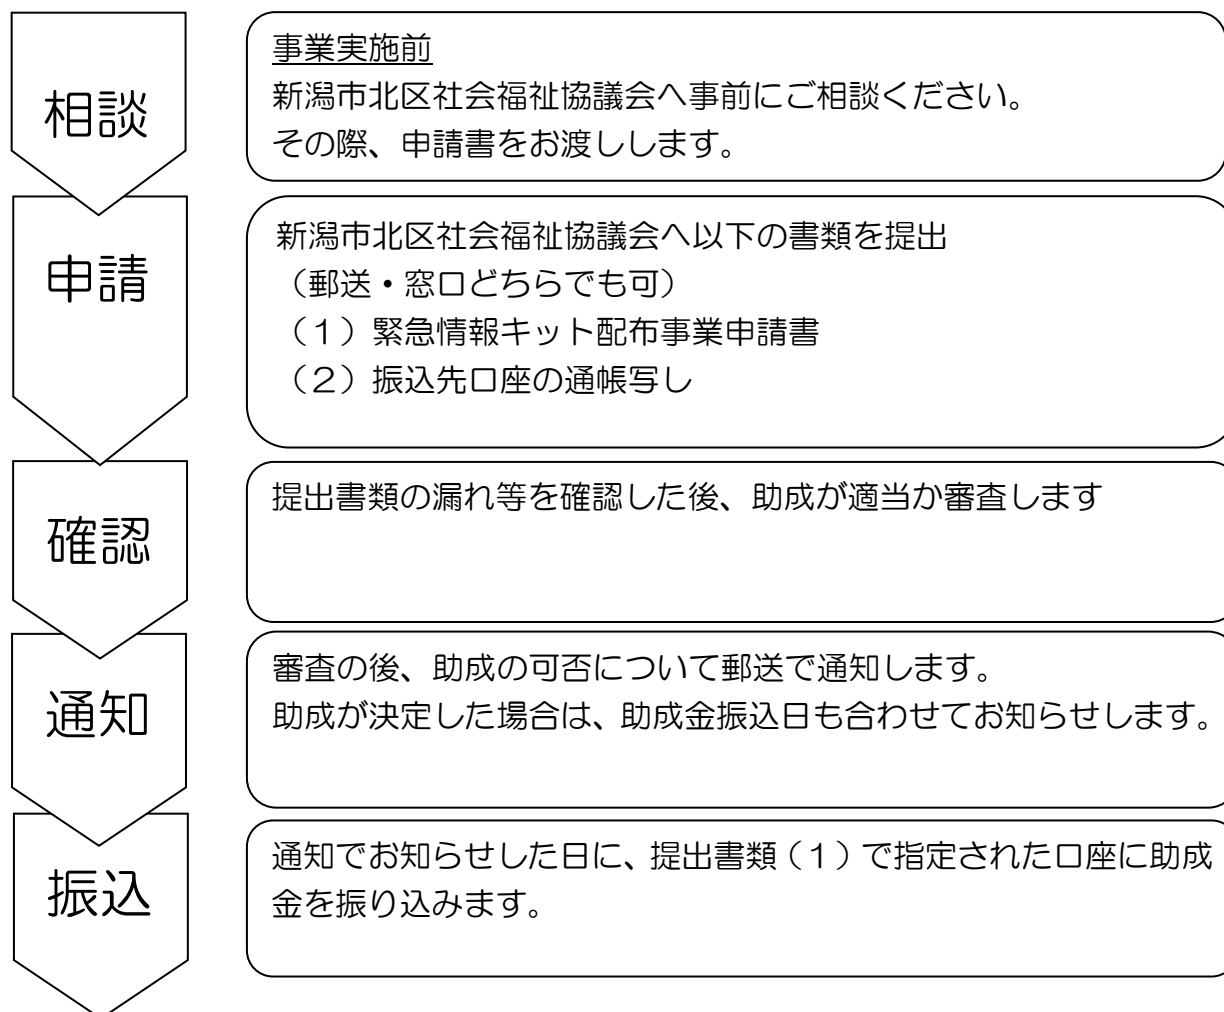 相談
事業実施前
新潟市北区社会福祉協議会へ事前にご相談ください。
その際、申請書をお渡しします。
申請
新潟市北区社会福祉協議会へ以下の書類を提出
（郵送・窓口どちらでも可）
（１）緊急情報キット配布事業申請書
（２）振込先口座の通帳写し
確認
提出書類の漏れ等を確認した後、助成が適当か審査します
通知
審査の後、助成の可否について郵送で通知します。
助成が決定した場合は、助成金振込日も合わせてお知らせします。
振込
通知でお知らせした日に、提出書類（１）で指定された口座に助成
金を振り込みます。